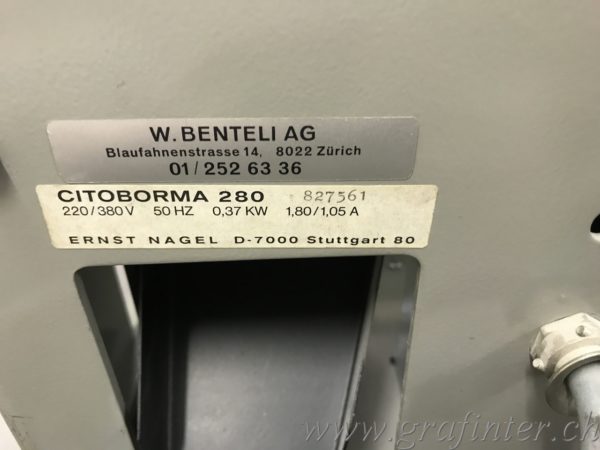 W. BENTELI AG
Blaufahnenstrasse 14, 8022 Zürich
01/252 63 36
CITOBORMA 280 827561
220/380 V 50 HZ 0,37 KW 1,80/1,05 A
ERNST NAGEL D-7000 Stuttgart 80
www.grafinter.ch